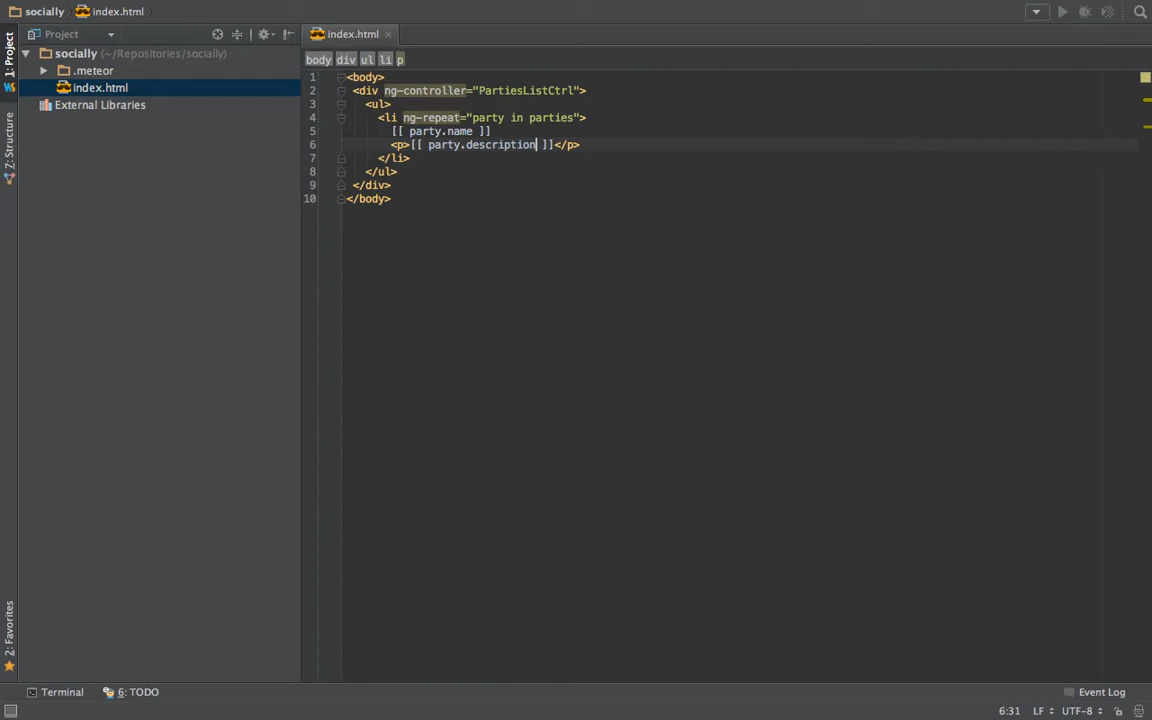 socially index.html
1: Project
7: Structure
2: Favorites
Project
socially (~/Repositories/socially)
.meteor
index.html
External Libraries
index.html
body div ul li p
1 <body>
2 <div ng-controller="PartiesListCtrl">
3 <ul>
4 <li ng-repeat="party in parties">
5 [[ party.name ]]
6 <p>[[ party.description ]]</p>
7 </li>
8 </ul>
9 </div>
10 </body>
Terminal 6: TODO Event Log
6:31 LF UTF-8